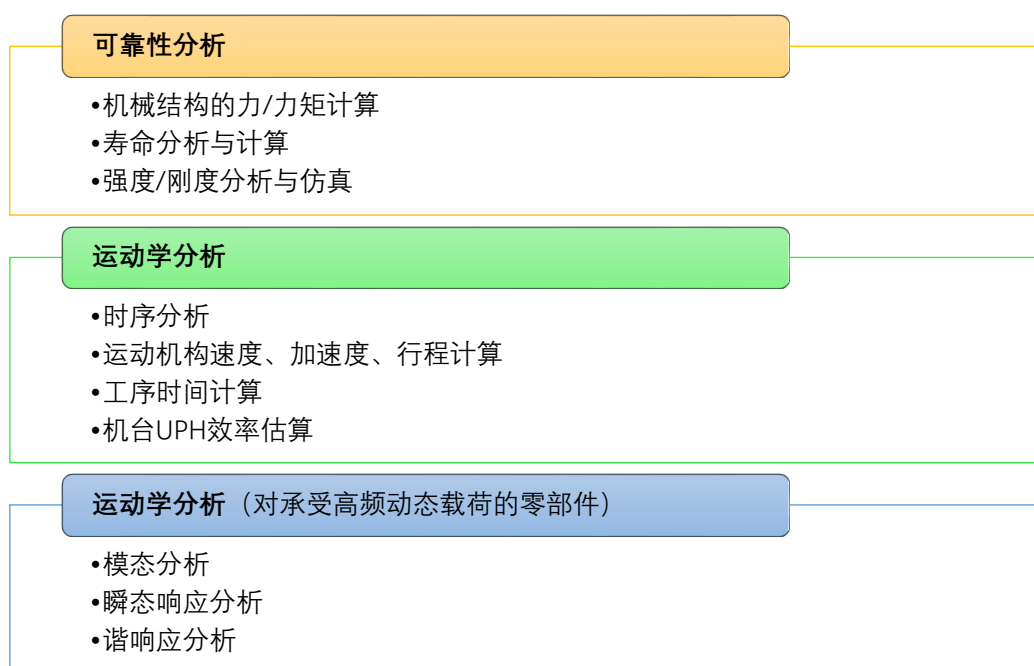 可靠性分析
•机械结构的力/力矩计算
•寿命分析与计算
•强度/刚度分析与仿真
运动学分析
•时序分析
•运动机构速度、加速度、行程计算
•工序时间计算
•机台UPH效率估算
运动学分析（对承受高频动态载荷的零部件）
•模态分析
•瞬态响应分析
•谐响应分析